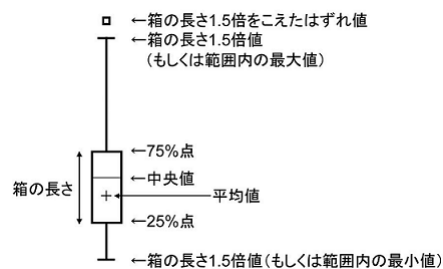 ←箱の長さ1.5倍をこえたはずれ値
←箱の長さ1.5倍値
(もしくは範囲内の最大値)
←75%点
←中央値
箱の長さ
←平均値
←25%点
←箱の長さ1.5倍値(もしくは範囲内の最小値)